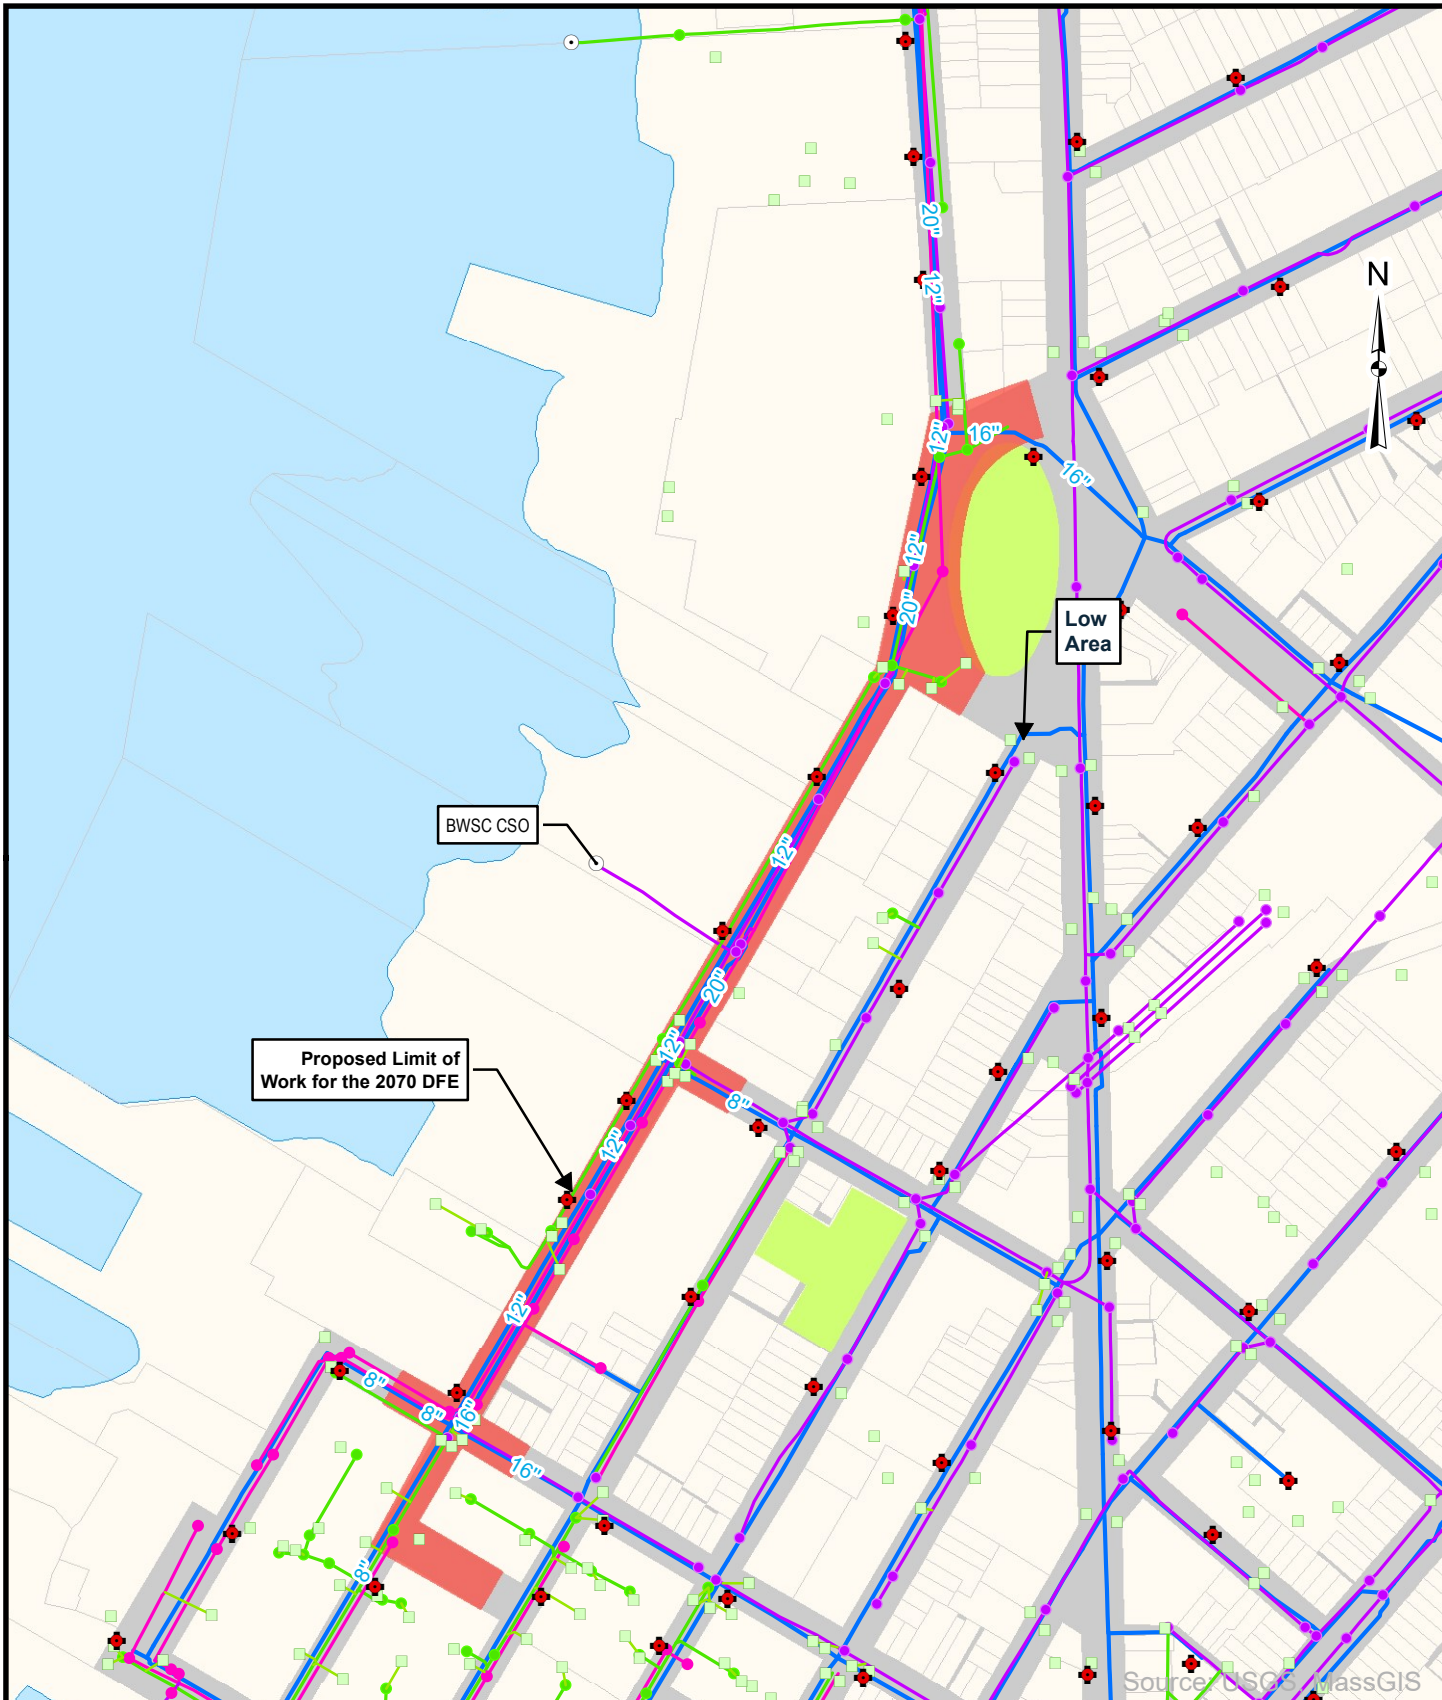 20"
12"
N
12"
16"
16"
12"
20"
Low
Area
BWSC CSO
12"
20"
12"
Proposed Limit of
Work for the 2070 DFE
8"
12"
12"
8"
8"
16"
16"
8"
Source: USGS, MassGIS